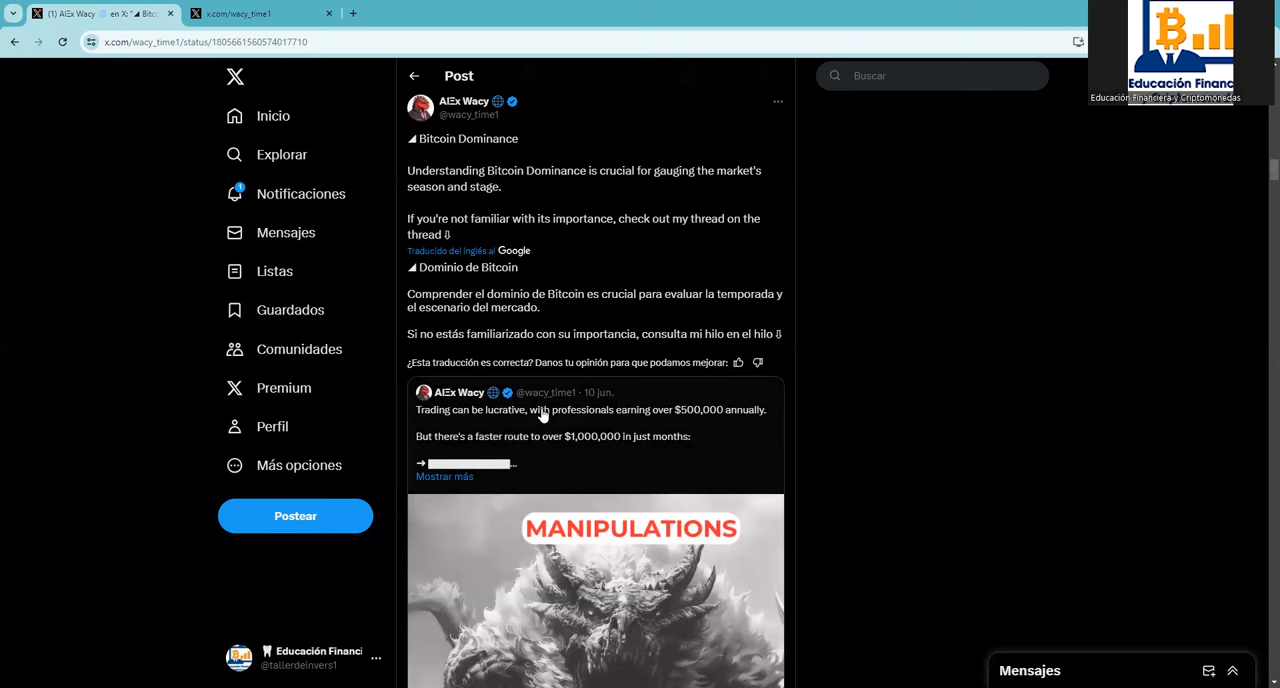 (1) AlΞx Wacy 🌐 en X: "◢ Bitc
x.com/wacy_time1
x.com/wacy_time1/status/1805661560574017710
Educación Financ
Educación Financiera y Criptomonedas
Inicio
Explorar
1
Notificaciones
Mensajes
Listas
Guardados
Comunidades
Premium
Perfil
Más opciones
Postear
Educación Financi
@tallerdeinvers1
Post
AlΞx Wacy 🌐
@wacy_time1
◢ Bitcoin Dominance
Understanding Bitcoin Dominance is crucial for gauging the market's
season and stage.
If you're not familiar with its importance, check out my thread on the
thread⇩
Traducido del inglés al Google
◢ Dominio de Bitcoin
Comprender el dominio de Bitcoin es crucial para evaluar la temporada y
el escenario del mercado.
Si no estás familiarizado con su importancia, consulta mi hilo en el hilo⇩
¿Esta traducción es correcta? Danos tu opinión para que podamos mejorar:
AlΞx Wacy 🌐 @wacy_time1 · 10 jun.
Trading can be lucrative, with professionals earning over $500,000 annually.
But there's a faster route to over $1,000,000 in just months:
→ ...
Mostrar más
MANIPULATIONS
Buscar
Mensajes